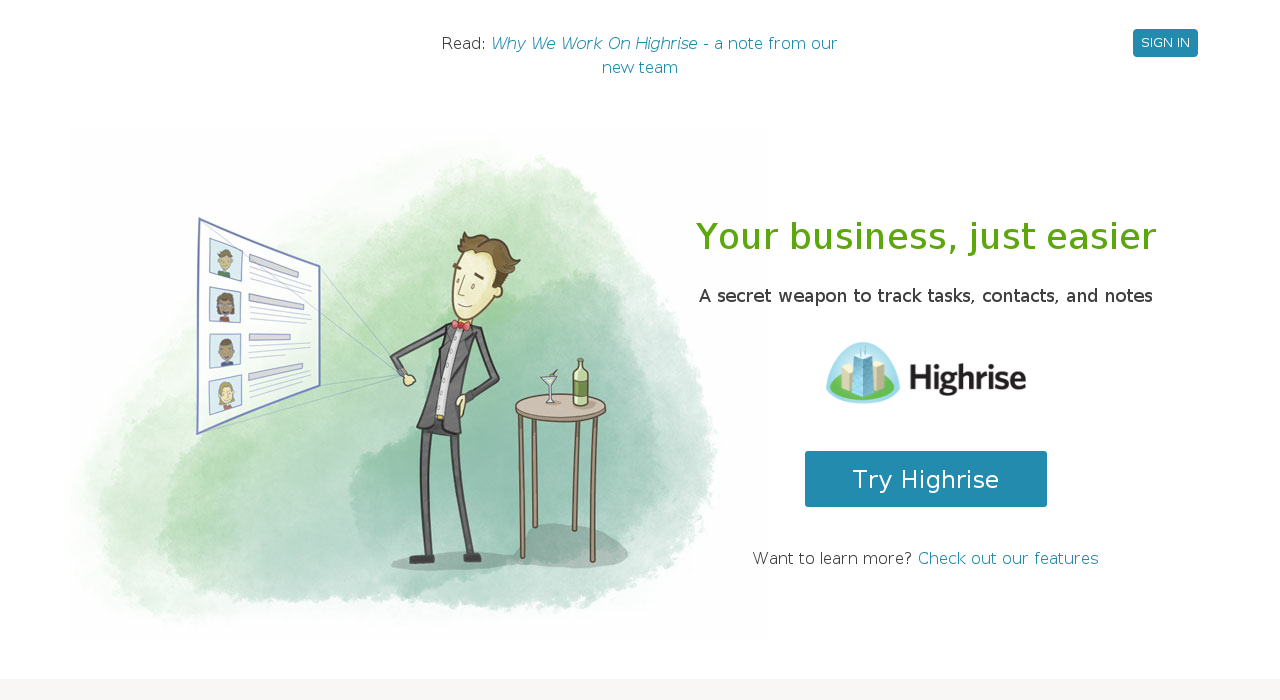 Read: Why We Work On Highrise - a note from our
new team
SIGN IN
Your business, just easier
A secret weapon to track tasks, contacts, and notes
Highrise
Try Highrise
Want to learn more? Check out our features